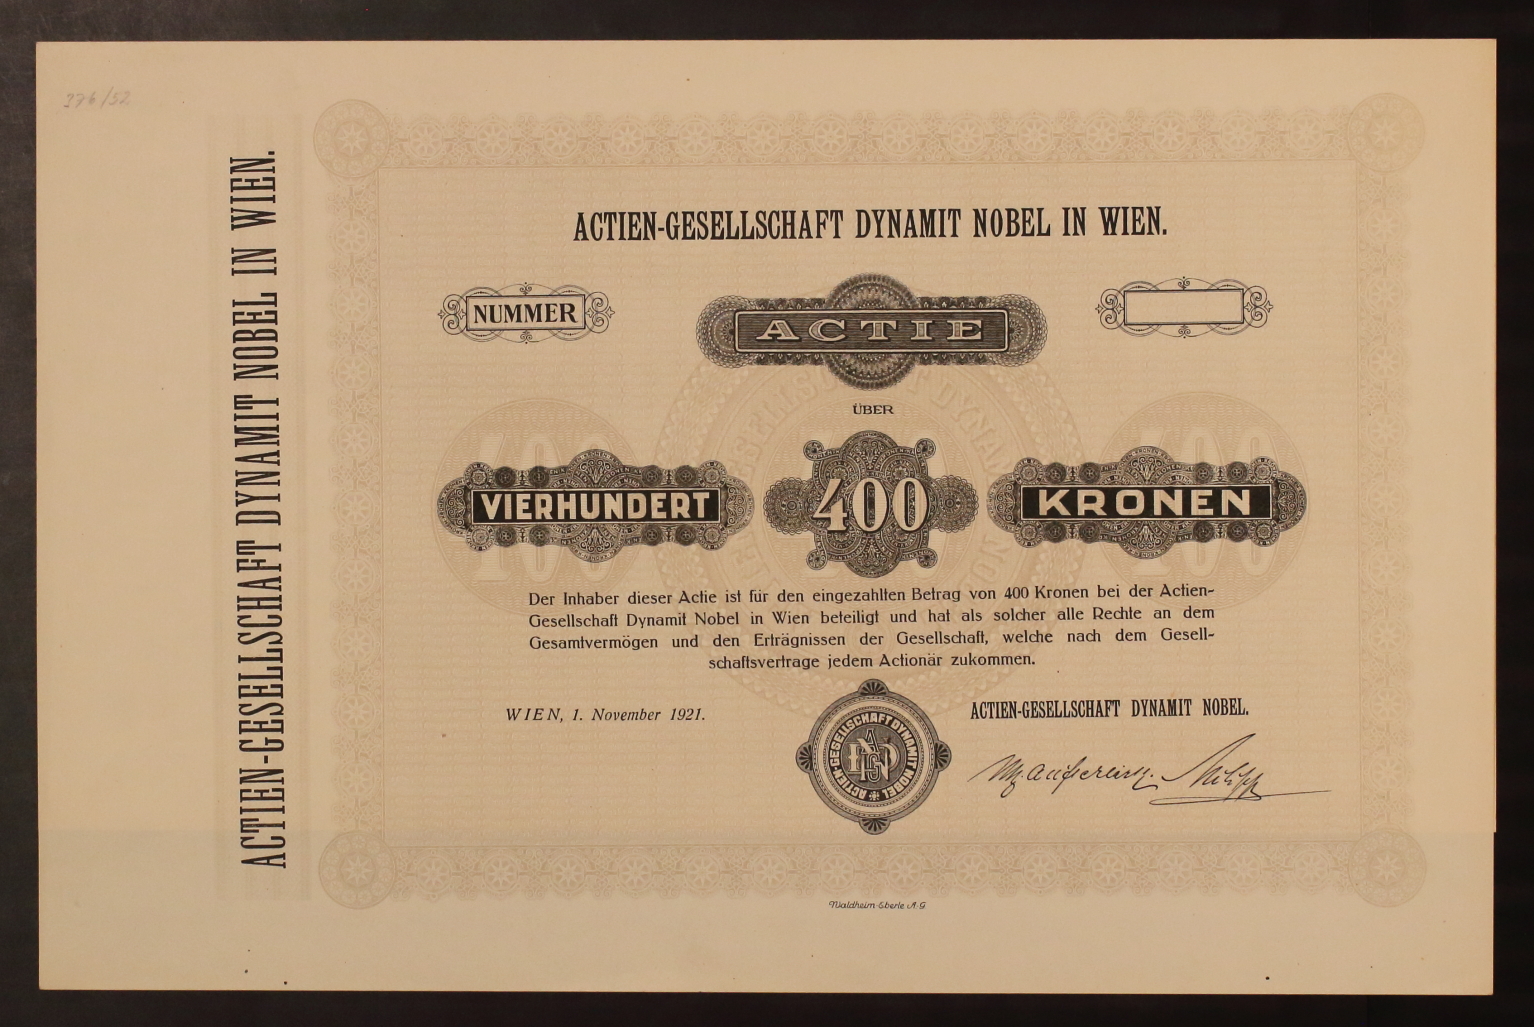 376/52
ACTIEN-GESELLSCHAFT DYNAMIT NOBEL IN WIEN.
ACTIEN-GESELLSCHAFT DYNAMIT NOBEL IN WIEN.
NUMMER
ACTIE
ÜBER
VIERHUNDERT 400 KRONEN
Der Inhaber dieser Actie ist für den eingezahlten Betrag von 400 Kronen bei der Actien-
Gesellschaft Dynamit Nobel in Wien beteiligt und hat als solcher alle Rechte an dem
Gesamtvermögen und den Erträgnissen der Gesellschaft, welche nach dem Gesell-
schaftsvertrage jedem Actionär zukommen.
WIEN, 1. November 1921.
ACTIEN-GESELLSCHAFT DYNAMIT NOBEL.
ACTIEN-GESELLSCHAFT DYNAMIT NOBEL
Waldheim-Eberle A. G